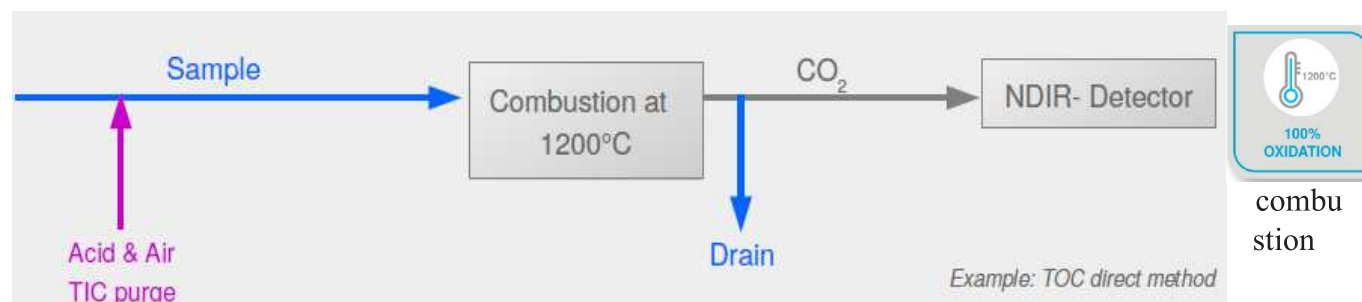 Sample
Combustion at
1200°C
CO₂
NDIR- Detector
Acid & Air
TIC purge
Drain
Example: TOC direct method
1200°C
100%
OXIDATION
combu
stion